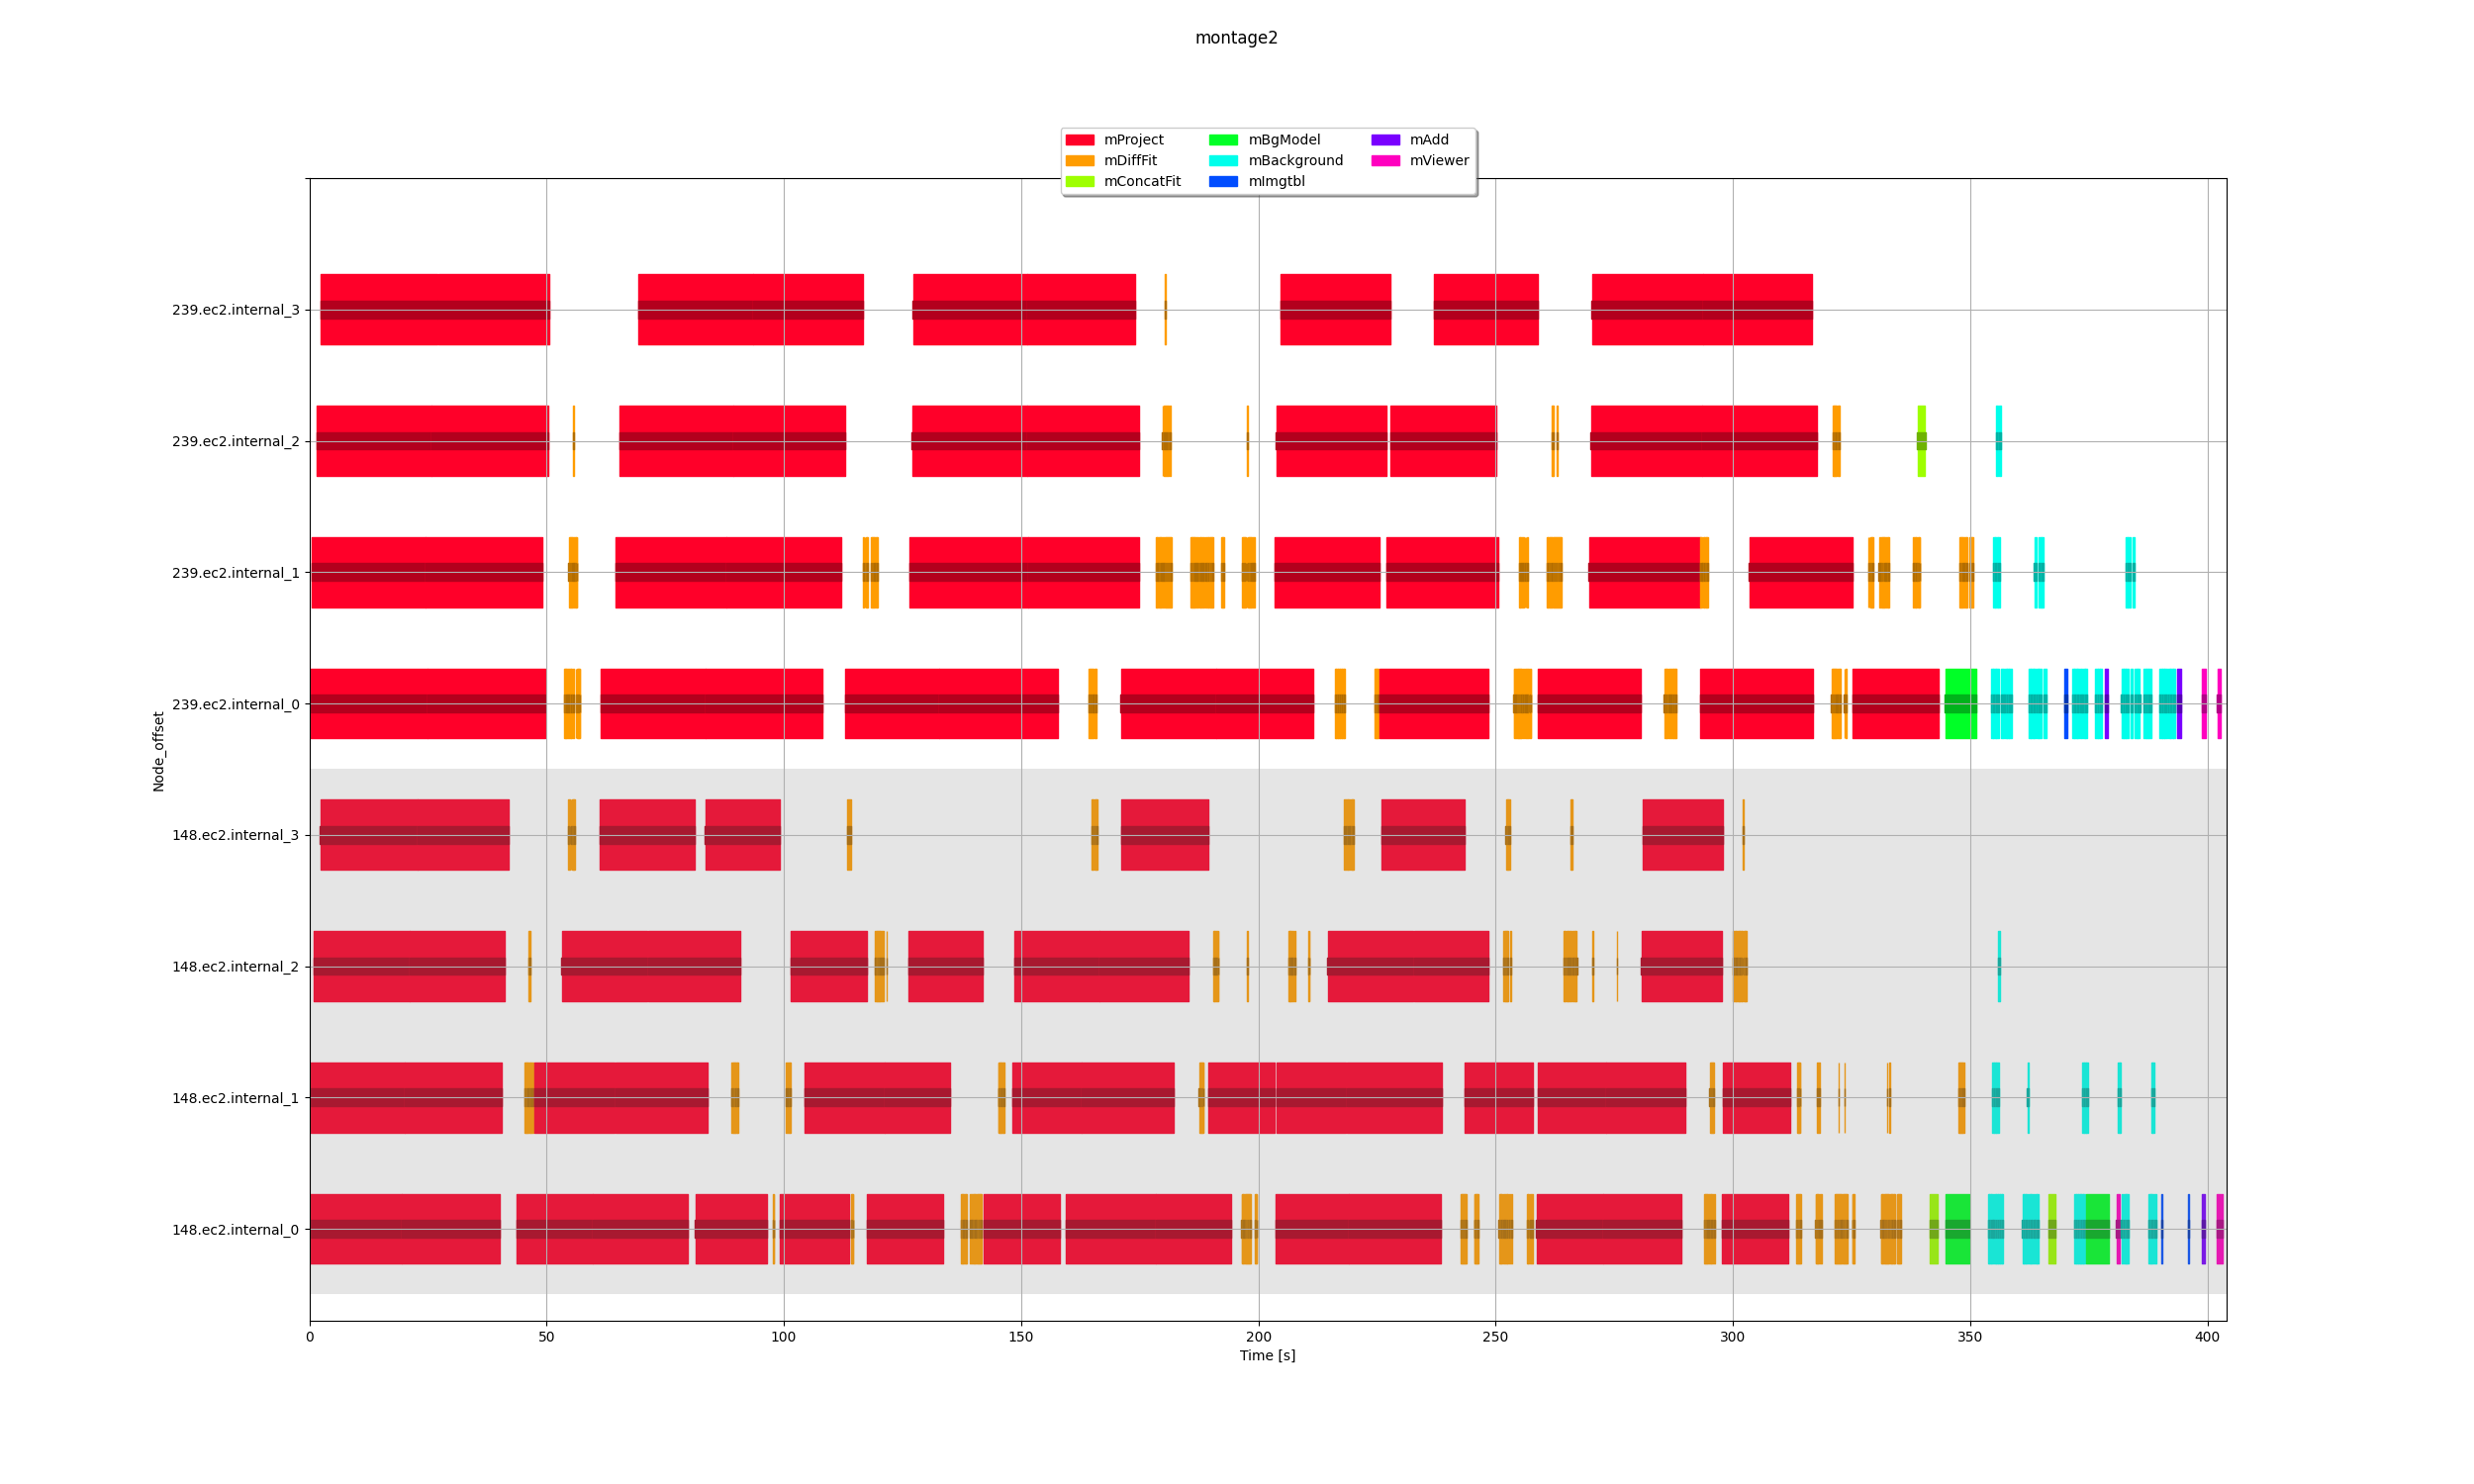 montage2
mProject mBgModel mAdd
mDiffFit mBackground mViewer
mConcatFit mImgtbl
239.ec2.internal_3
239.ec2.internal_2
239.ec2.internal_1
239.ec2.internal_0
Node_offset
148.ec2.internal_3
148.ec2.internal_2
148.ec2.internal_1
148.ec2.internal_0
0 50 100 150 200 250 300 350 400
Time [s]